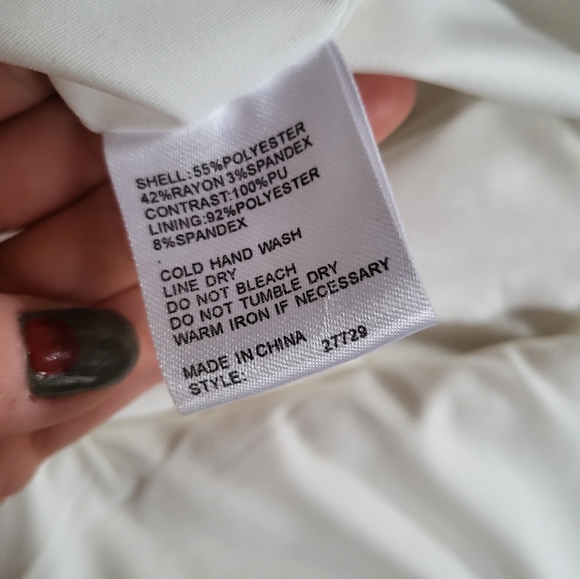 SHELL:55%POLYESTER
42%RAYON 3%SPANDEX
CONTRAST:100%PU
LINING:92%POLYESTER
8%SPANDEX
COLD HAND WASH
LINE DRY
DO NOT BLEACH
DO NOT TUMBLE DRY
WARM IRON IF NECESSARY
MADE IN CHINA
STYLE: 27729